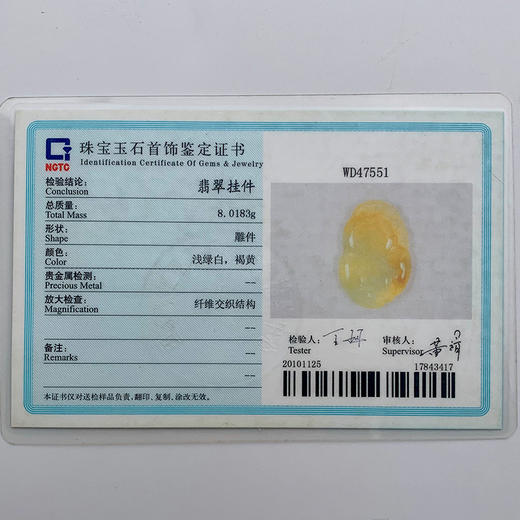 NGTC
珠宝玉石首饰鉴定证书
Identification Certificate Of Gems & Jewelry
检验结论：
Conclusion
翡翠挂件
总质量：
Total Mass
8.0183g
形状：
Shape
雕件
颜色：
Color
浅绿白，褐黄
贵金属检测：
Precious Metal
--
放大检查：
Magnification
纤维交织结构
--
备注：
Remarks
--
--
本证书仅对送检样品负责，翻印、复制、涂改无效。
WD47551
检验人：
Tester
审核人：
Supervisor
20101125
17843417